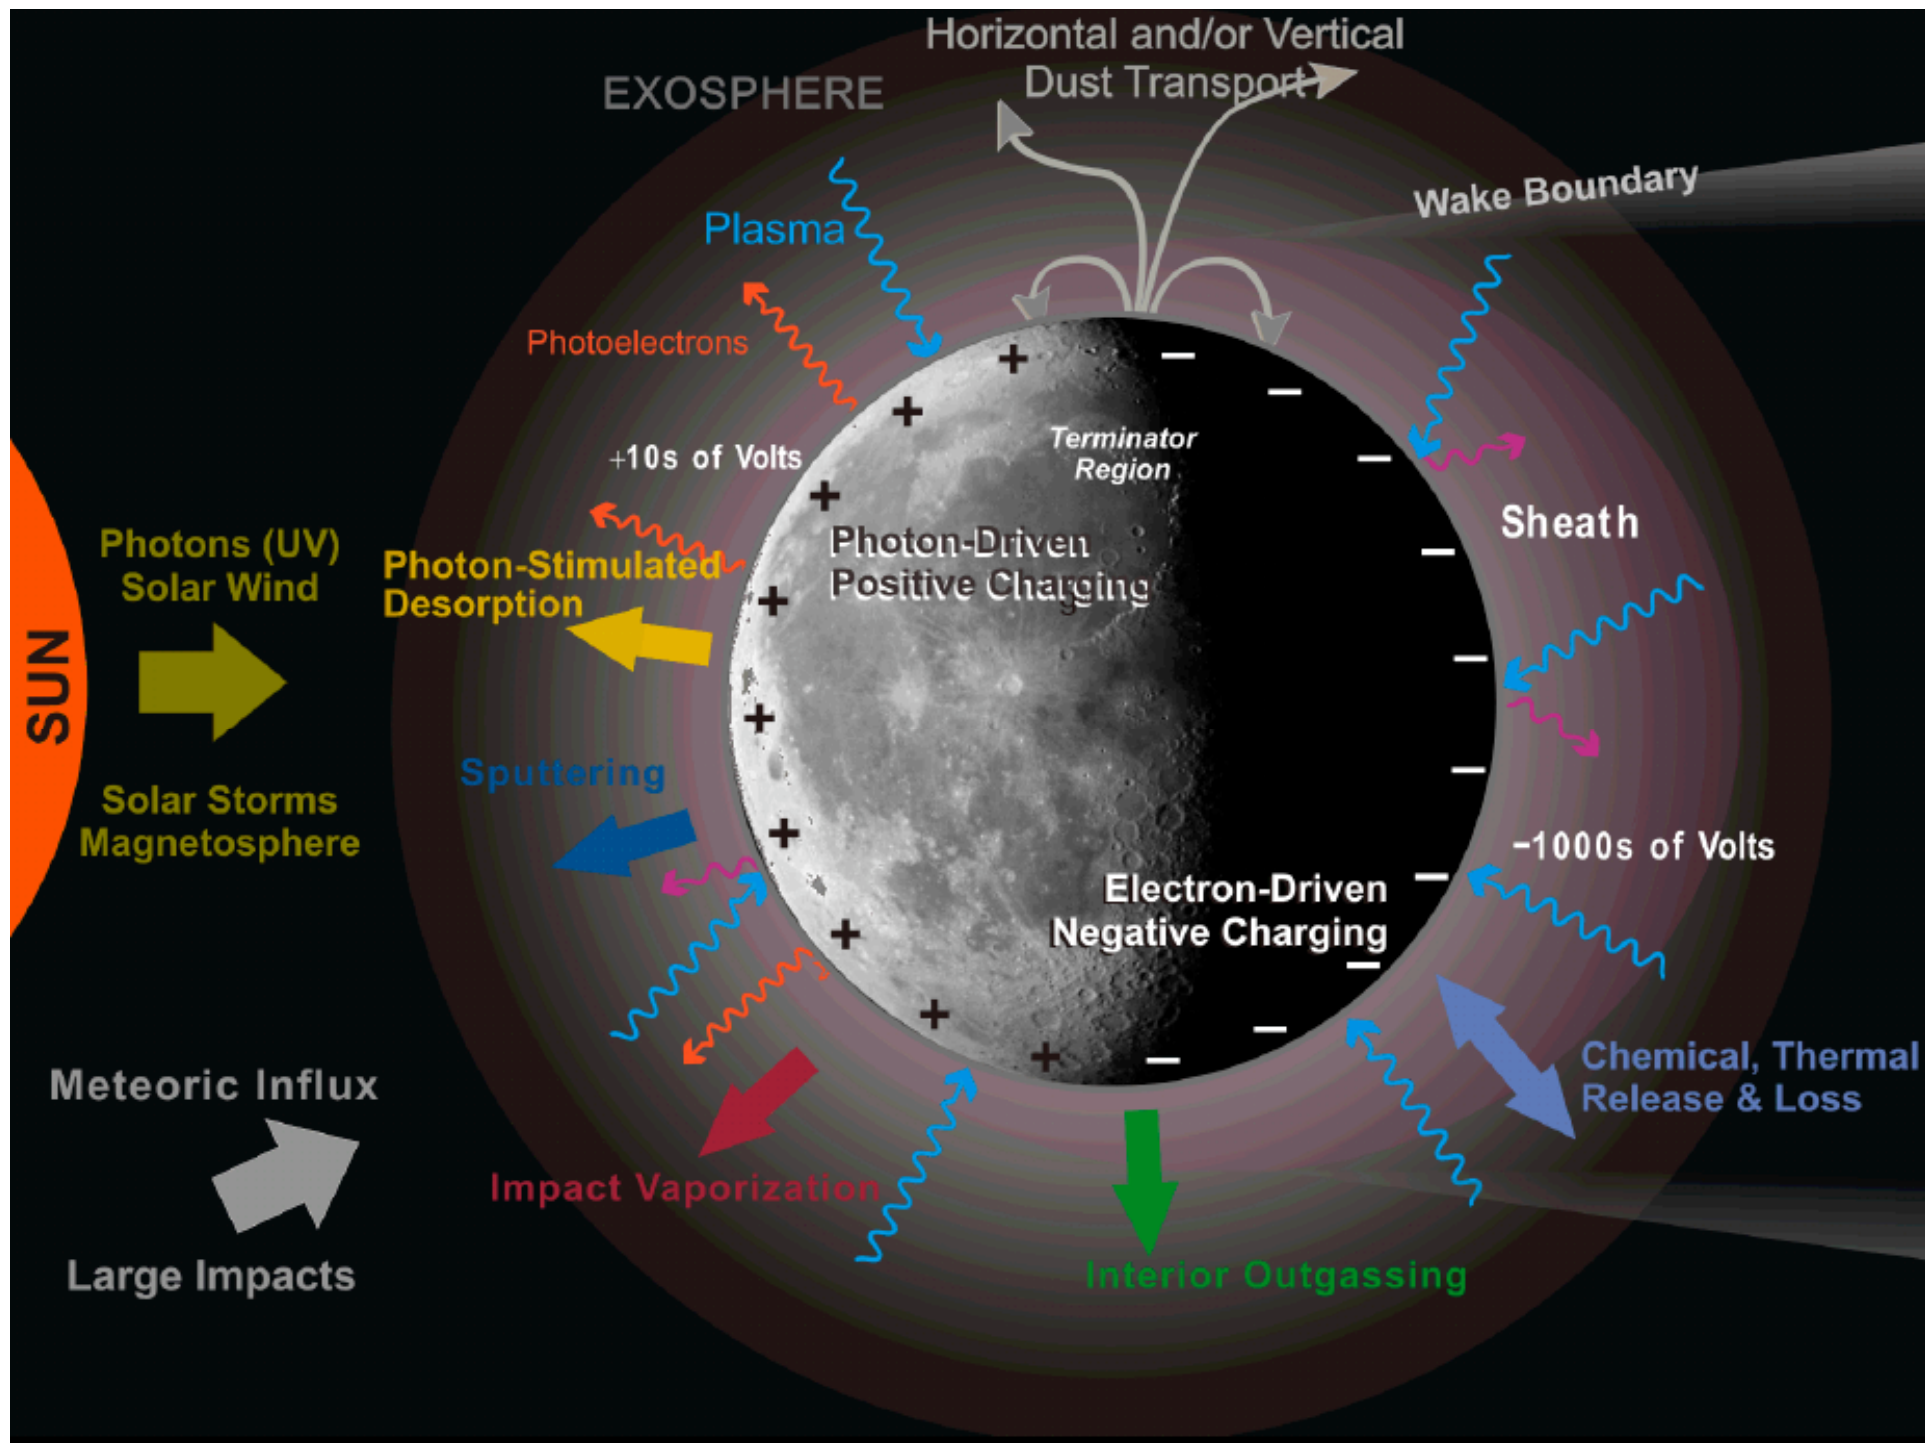 Horizontal and/or Vertical
Dust Transport
EXOSPHERE
Wake Boundary
Plasma
Photoelectrons
+10s of Volts
Terminator
Region
Sheath
Photons (UV)
Solar Wind
Photon-Stimulated
Desorption
Photon-Driven
Positive Charging
SUN
Sputtering
Solar Storms
Magnetosphere
−1000s of Volts
Electron-Driven
Negative Charging
Chemical, Thermal
Release & Loss
Meteoric Influx
Impact Vaporization
Large Impacts
Interior Outgassing